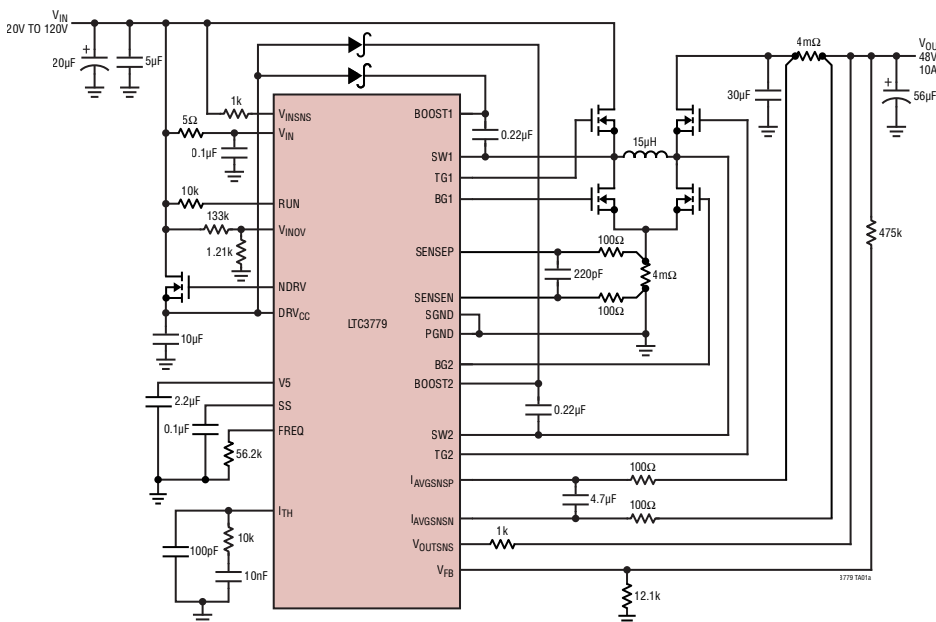 VIN
20V TO 120V
20µF
5µF
4mΩ
VOU
48V
10A
30µF
56µF
1k
VINSNS
5Ω
VIN
0.1µF
BOOST1
0.22µF
SW1
15µH
TG1
10k
RUN
BG1
133k
VINOV
1.21k
475k
SENSEP
100Ω
220pF
4mΩ
NDRV
SENSEN
100Ω
DRVCC
SGND
LTC3779
PGND
10µF
BG2
V5
BOOST2
2.2µF
SS
0.22µF
0.1µF
FREQ
SW2
56.2k
TG2
100Ω
IAVGSNSP
4.7µF
100Ω
ITH
IAVGSNSN
10k
1k
100pF
VOUTSNS
10nF
VFB
3779 TA01a
12.1k